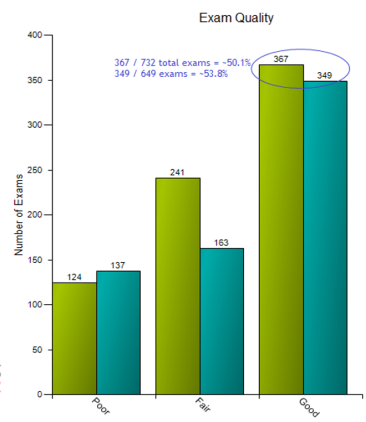 Exam Quality
400
367 / 732 total exams = ~50.1%
349 / 649 exams = ~53.8%
367
349
350
300
250
241
200
163
150
137
124
100
50
0
Number of Exams
Poor
Fair
Good